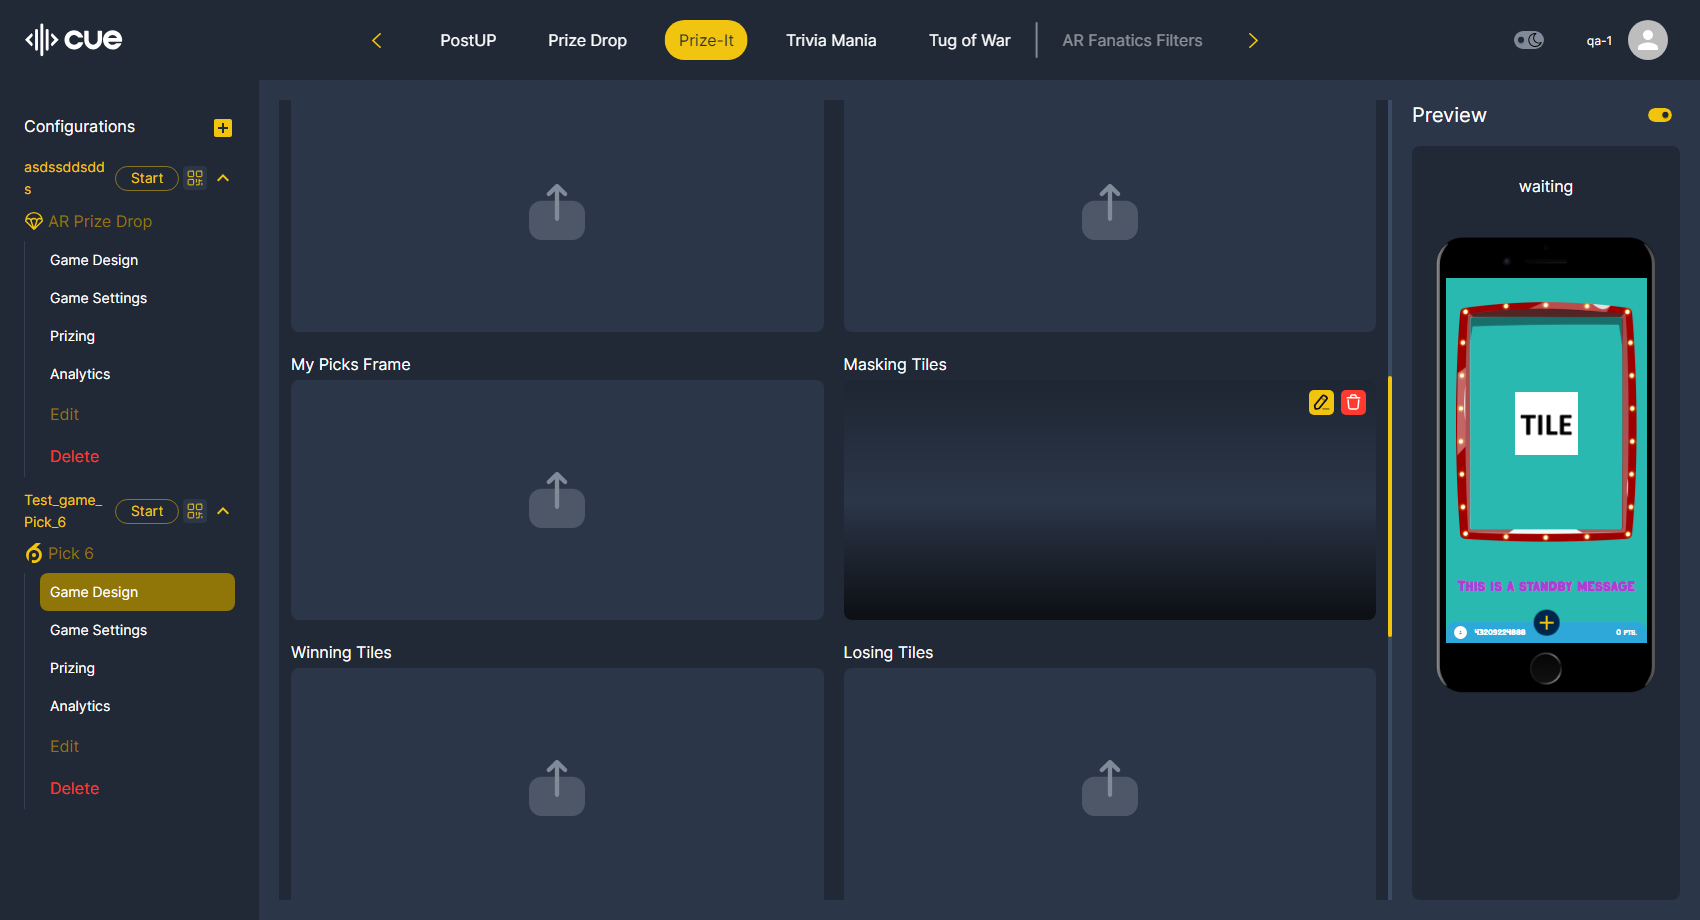 cue
PostUP
Prize Drop
Prize-It
Trivia Mania
Tug of War
AR Fanatics Filters
qa-1
Configurations
asdssddsdd
s
Start
AR Prize Drop
Game Design
Game Settings
Prizing
Analytics
Edit
Delete
Test_game_
Pick_6
Start
Pick 6
Game Design
Game Settings
Prizing
Analytics
Edit
Delete
My Picks Frame
Masking Tiles
Winning Tiles
Losing Tiles
Preview
waiting
TILE
THIS IS A STANDBY MESSAGE
43209224888
0 PTS.